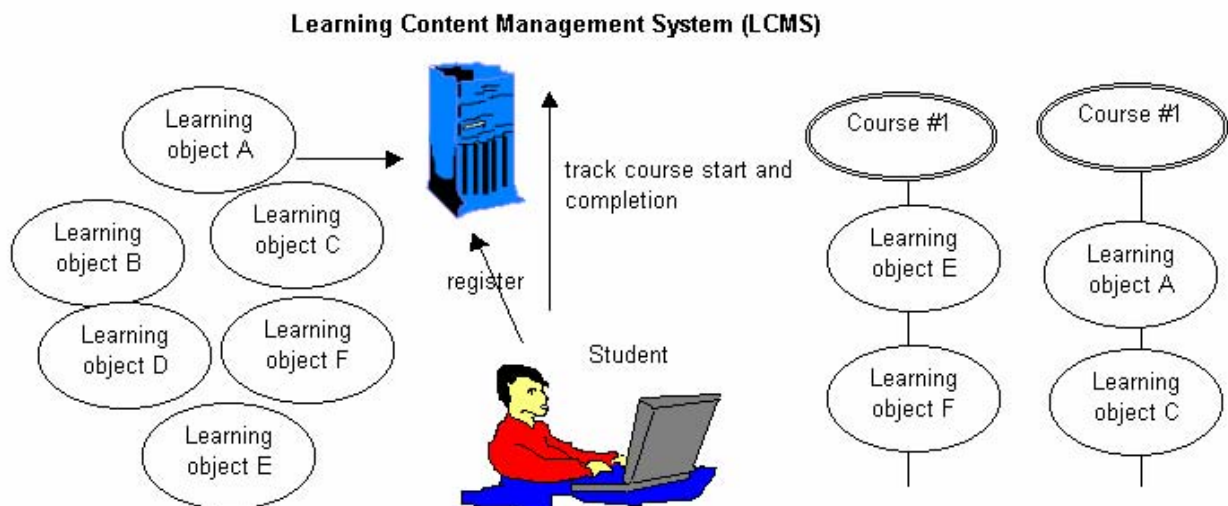 Learning Content Management System (LCMS)
Learning
object A
Learning
object B
Learning
object C
Learning
object D
Learning
object F
Learning
object E
register
track course start and
completion
Student
Course #1
Learning
object E
Learning
object F
Course #1
Learning
object A
Learning
object C